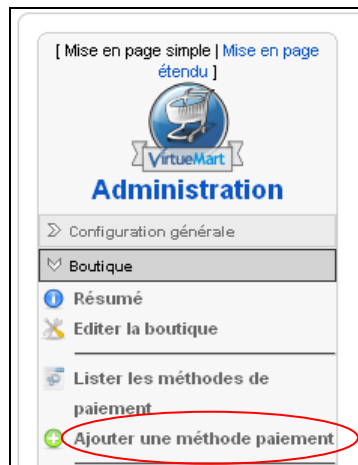 [ Mise en page simple | Mise en page
étendu ]
VirtueMart
Administration
Configuration générale
Boutique
Résumé
Editer la boutique
Lister les méthodes de
paiement
Ajouter une méthode paiement